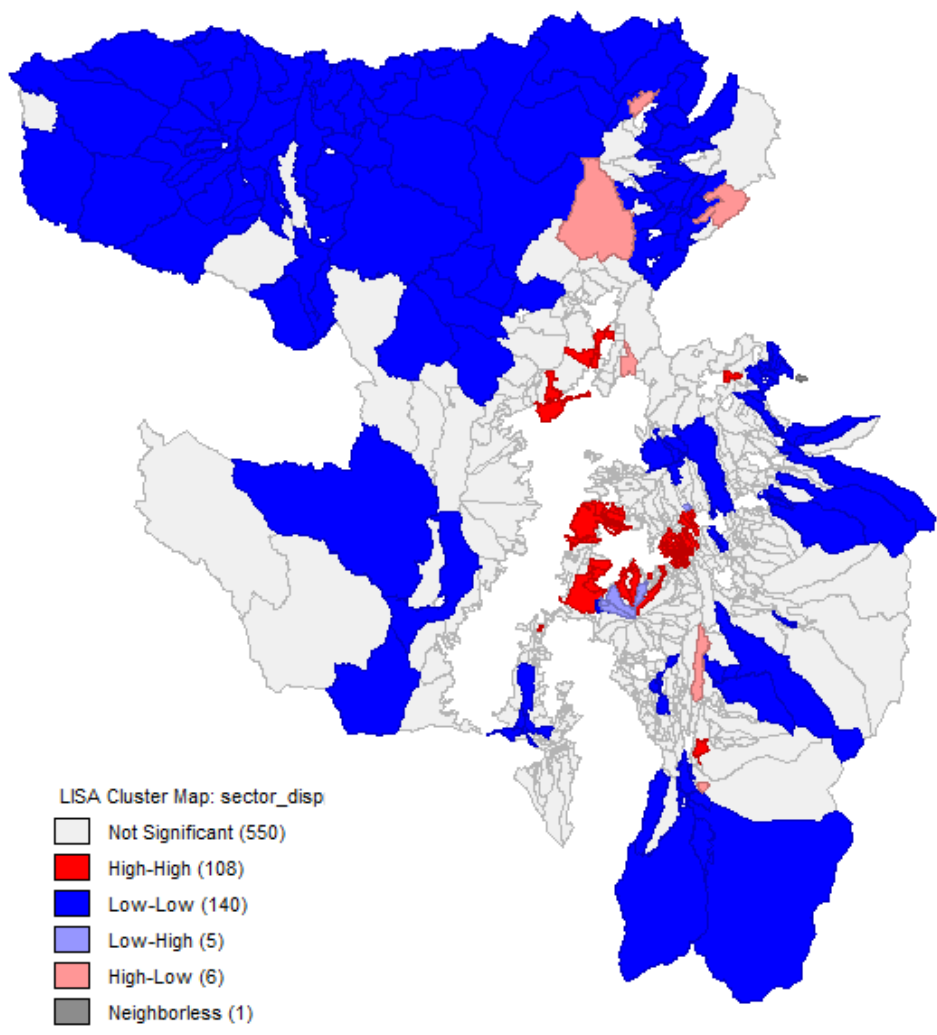 LISA Cluster Map: sector_disp
Not Significant (550)
High-High (108)
Low-Low (140)
Low-High (5)
High-Low (6)
Neighborless (1)